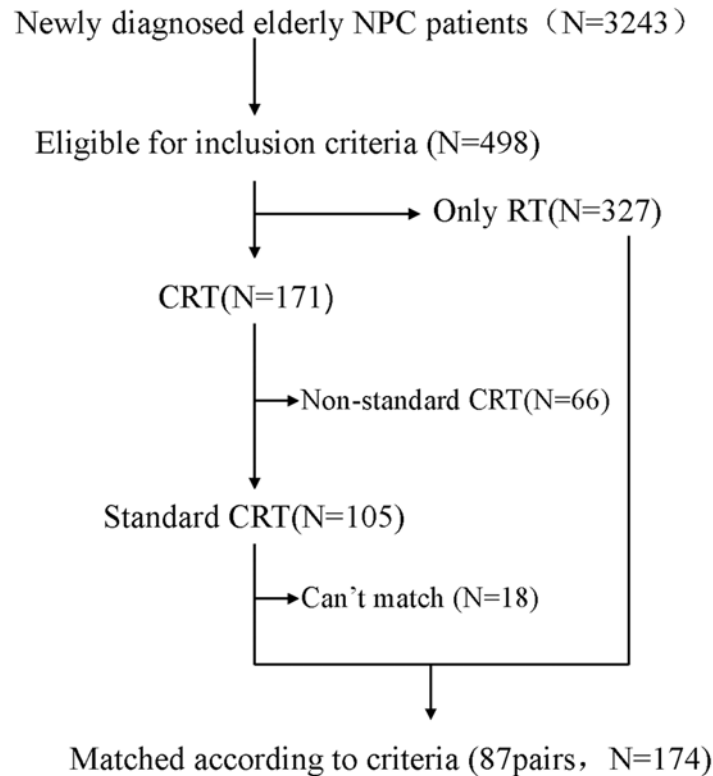 Newly diagnosed elderly NPC patients（N=3243）
Eligible for inclusion criteria (N=498)
Only RT(N=327)
CRT(N=171)
Non-standard CRT(N=66)
Standard CRT(N=105)
Can’t match (N=18)
Matched according to criteria (87pairs，N=174)